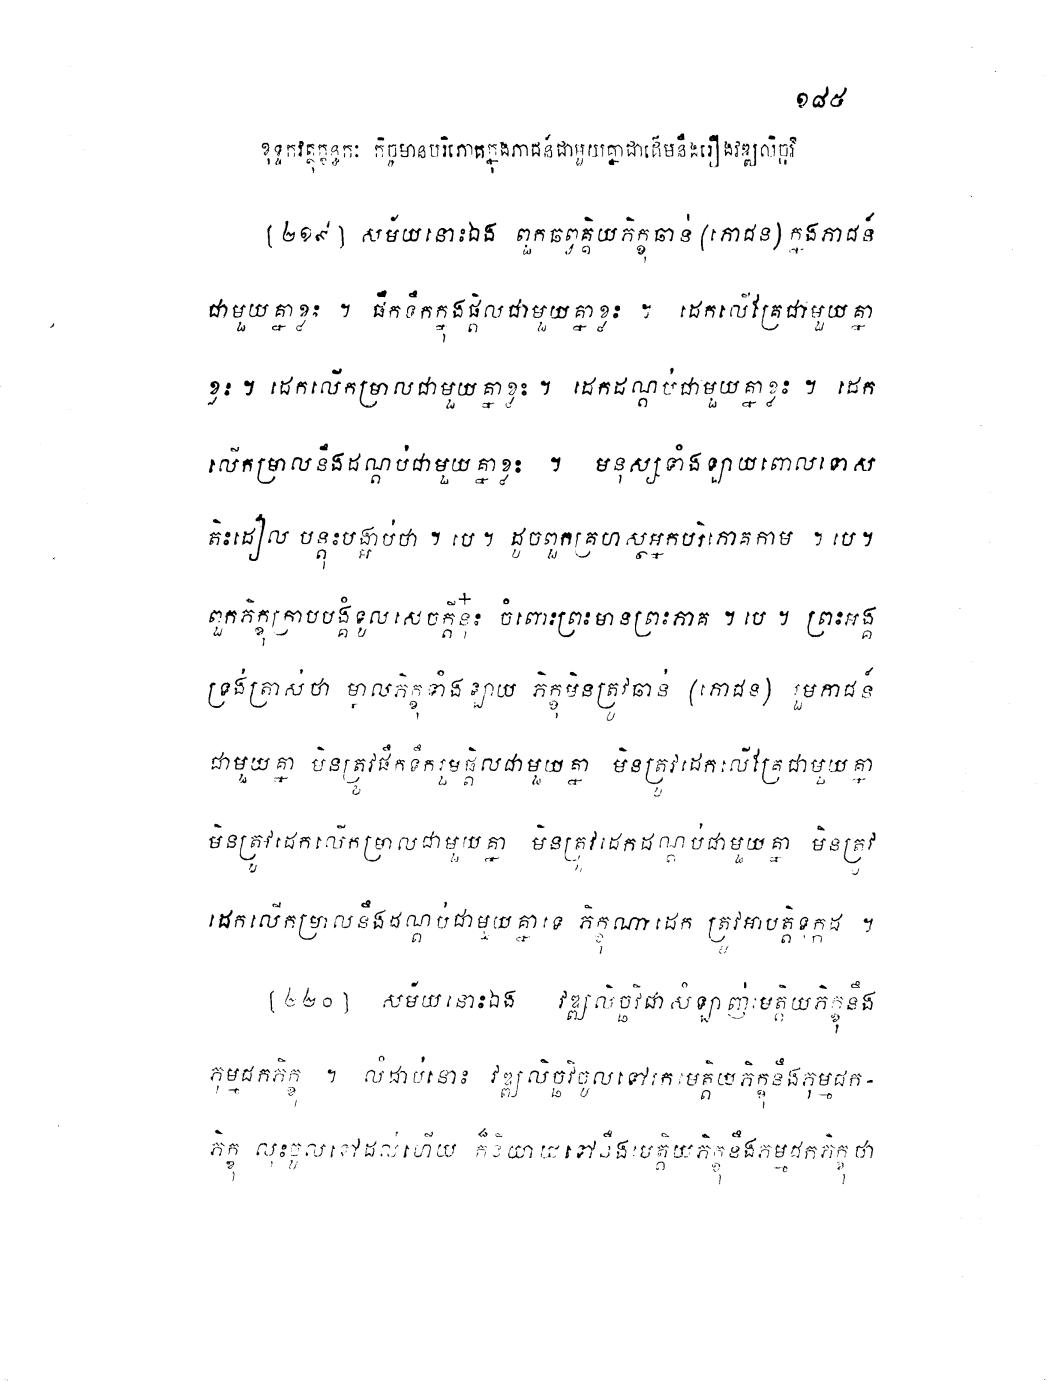 ១៨៥
ខុទ្ទកវត្ថុក្ខន្ធកៈ កិច្ចមានបរិភោគក្នុងភាជន៍ជាមួយគ្នាជាដើមនិងរឿងវឌ្ឍលិច្ឆវី
(២១៩) សម័យនោះឯង ពួកឆព្វគ្គិយភិក្ខុឆាន់ (ភោជន) ក្នុងភាជន៍
ជាមួយគ្នាខ្លះ ។ ផឹកទឹកក្នុងផ្តិលជាមួយគ្នាខ្លះ ។ ដេកលើគ្រែជាមួយគ្នា
ខ្លះ ។ ដេកលើកម្រាលជាមួយគ្នាខ្លះ ។ ដេកដណ្តប់ជាមួយគ្នាខ្លះ ។ ដេក
លើកម្រាលនឹងដណ្តប់ជាមួយគ្នាខ្លះ ។ មនុស្សទាំងឡាយពោលទោស
តិះដៀល បន្តុះបង្អាប់ថា ។ បេ ។ ដូចពួកគ្រហស្ថអ្នកបរិភោគកាម ។ បេ ។
ពួកភិក្ខុក្រាបបង្គំទូលសេចក្តីនុ៎ះ ចំពោះព្រះមានព្រះភាគ ។ បេ ។ ព្រះអង្គ
ទ្រង់ត្រាស់ថា ម្នាលភិក្ខុទាំងឡាយ ភិក្ខុមិនត្រូវឆាន់ (ភោជន) រួមភាជន៍
ជាមួយគ្នា មិនត្រូវផឹកទឹករួមផ្តិលជាមួយគ្នា មិនត្រូវដេកលើគ្រែជាមួយគ្នា
មិនត្រូវដេកលើកម្រាលជាមួយគ្នា មិនត្រូវដេកដណ្តប់ជាមួយគ្នា មិនត្រូវ
ដេកលើកម្រាលនឹងដណ្តប់ជាមួយគ្នាទេ ភិក្ខុណាដេក ត្រូវអាបត្តិទុក្កដ ។
(២២០) សម័យនោះឯង វឌ្ឍលិច្ឆវិជាសំឡាញ់មេត្តិយភិក្ខុនឹង
ភុម្មជកភិក្ខុ ។ លំដាប់នោះ វឌ្ឍលិច្ឆវិចូលទៅរកមេត្តិយភិក្ខុនឹងភុម្មជក-
ភិក្ខុ លុះចូលទៅដល់ហើយ ក៏និយាយទៅនឹងមេត្តិយភិក្ខុនឹងភុម្មជកភិក្ខុថា